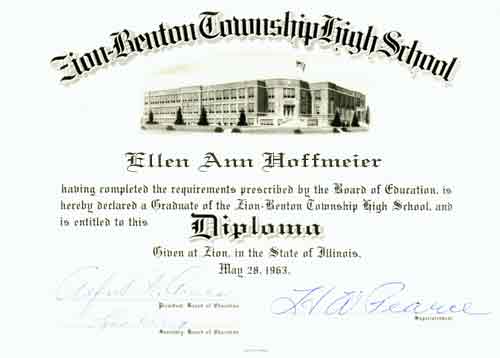 Zion-Benton Township High School
Ellen Ann Hoffmeier
having completed the requirements prescribed by the Board of Education, is
hereby declared a Graduate of the Zion-Benton Township High School, and
is entitled to this Diploma
Given at Zion, in the State of Illinois,
May 28, 1963.
President Board of Education
H W Pearce
Superintendent
Secretary Board of Education